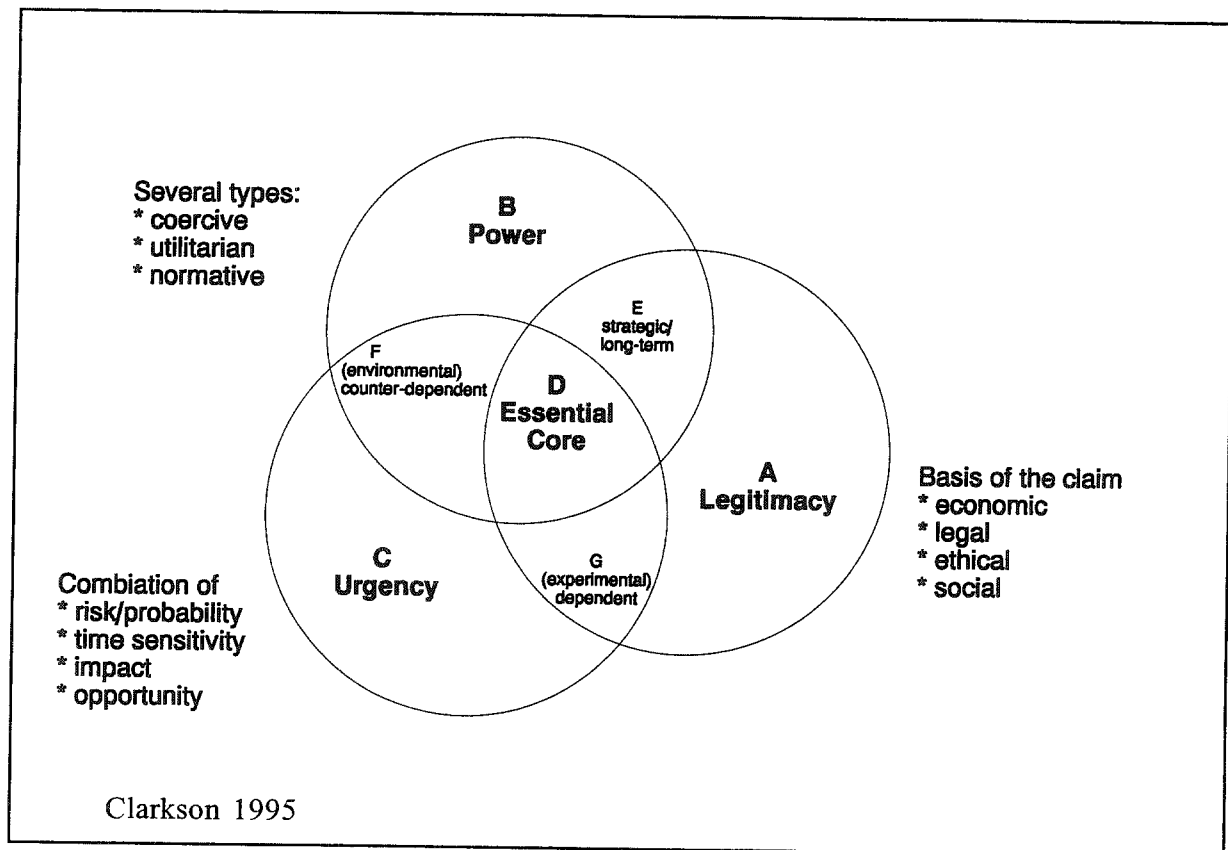 Several types:
* coercive
* utilitarian
* normative
B
Power
E
strategic/
long-term
F
(environmental)
counter-dependent
D
Essential
Core
A
Legitimacy
Basis of the claim
* economic
* legal
* ethical
* social
C
Urgency
G
(experimental)
dependent
Combiation of
* risk/probability
* time sensitivity
* impact
* opportunity
Clarkson 1995